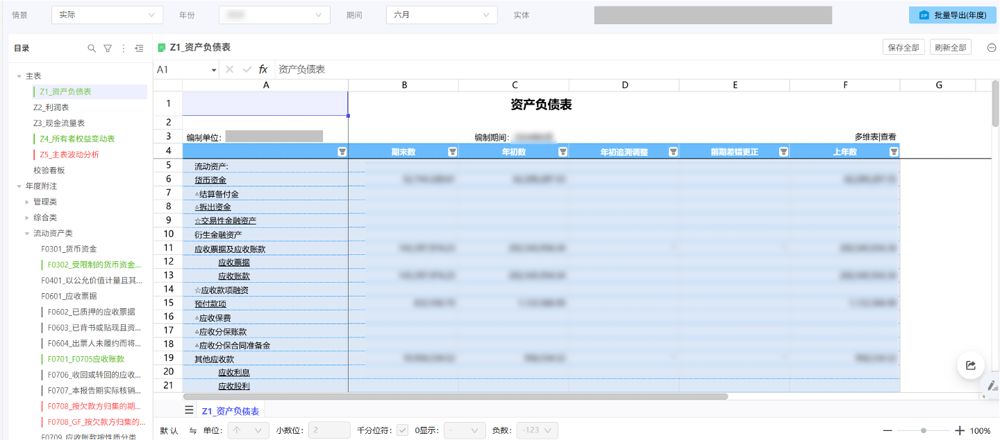 情景 实际 年份 期间 六月 实体 批量导出(年度)
目录
主表
Z1_资产负债表
Z2_利润表
Z3_现金流量表
Z4_所有者权益变动表
Z5_主表波动分析
校验看板
年度附注
管理类
综合类
流动资产类
F0301_货币资金
F0302_受限制的货币资金...
F0401_以公允价值计量且其...
F0601_应收票据
F0602_已质押的应收票据
F0603_已背书或贴现且资...
F0604_出票人未履约而将...
F0701_F0705应收账款
F0706_收回或转回的应收...
F0707_本报告期实际核销...
F0708_按欠款方归集的期...
F0708_GF_按欠款方归集的...
F0709_应收账款按性质分类
Z1_资产负债表 保存全部 刷新全部
A1 fx 资产负债表
A B C D E F G
1 资产负债表
2
3 编制单位: 编制期间: 多维表|查看
4 期末数 年初数 年初追溯调整 前期差错更正 上年数
5 流动资产:
6 货币资金
7 △结算备付金
8 △拆出资金
9 ☆交易性金融资产
10 衍生金融资产
11 应收票据及应收账款
12 应收票据
13 应收账款
14 ☆应收款项融资
15 预付款项
16 △应收保费
17 △应收分保账款
18 △应收分保合同准备金
19 其他应收款
20 应收利息
21 应收股利
Z1_资产负债表
默认 单位: 个 小数位: 2 千分位符: 0显示: - 负数: -123 100%